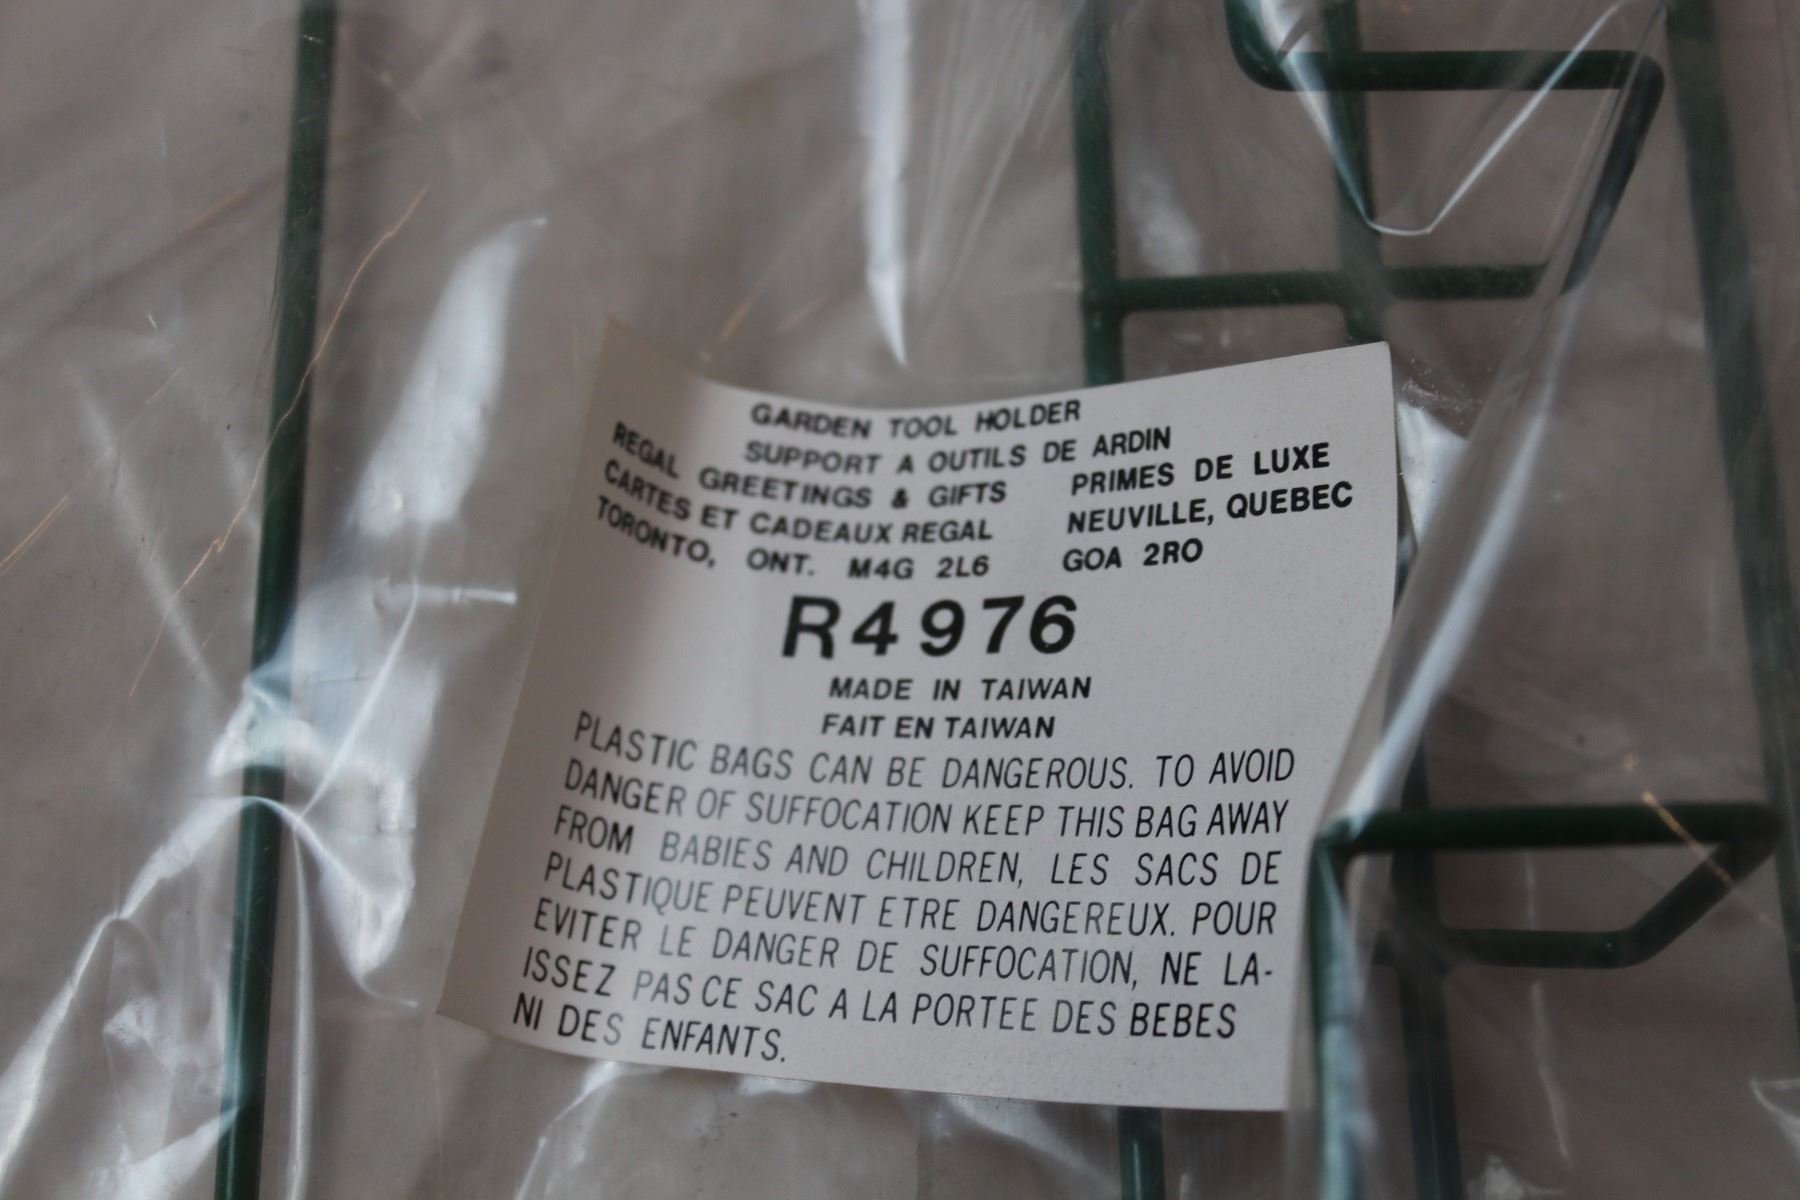 GARDEN TOOL HOLDER
SUPPORT A OUTILS DE ARDIN
REGAL GREETINGS & GIFTS PRIMES DE LUXE
CARTES ET CADEAUX REGAL NEUVILLE, QUEBEC
TORONTO, ONT. M4G 2L6 GOA 2RO
R4976
MADE IN TAIWAN
FAIT EN TAIWAN
PLASTIC BAGS CAN BE DANGEROUS. TO AVOID
DANGER OF SUFFOCATION KEEP THIS BAG AWAY
FROM BABIES AND CHILDREN, LES SACS DE
PLASTIQUE PEUVENT ETRE DANGEREUX. POUR
EVITER LE DANGER DE SUFFOCATION, NE LA-
ISSEZ PAS CE SAC A LA PORTEE DES BEBES
NI DES ENFANTS.